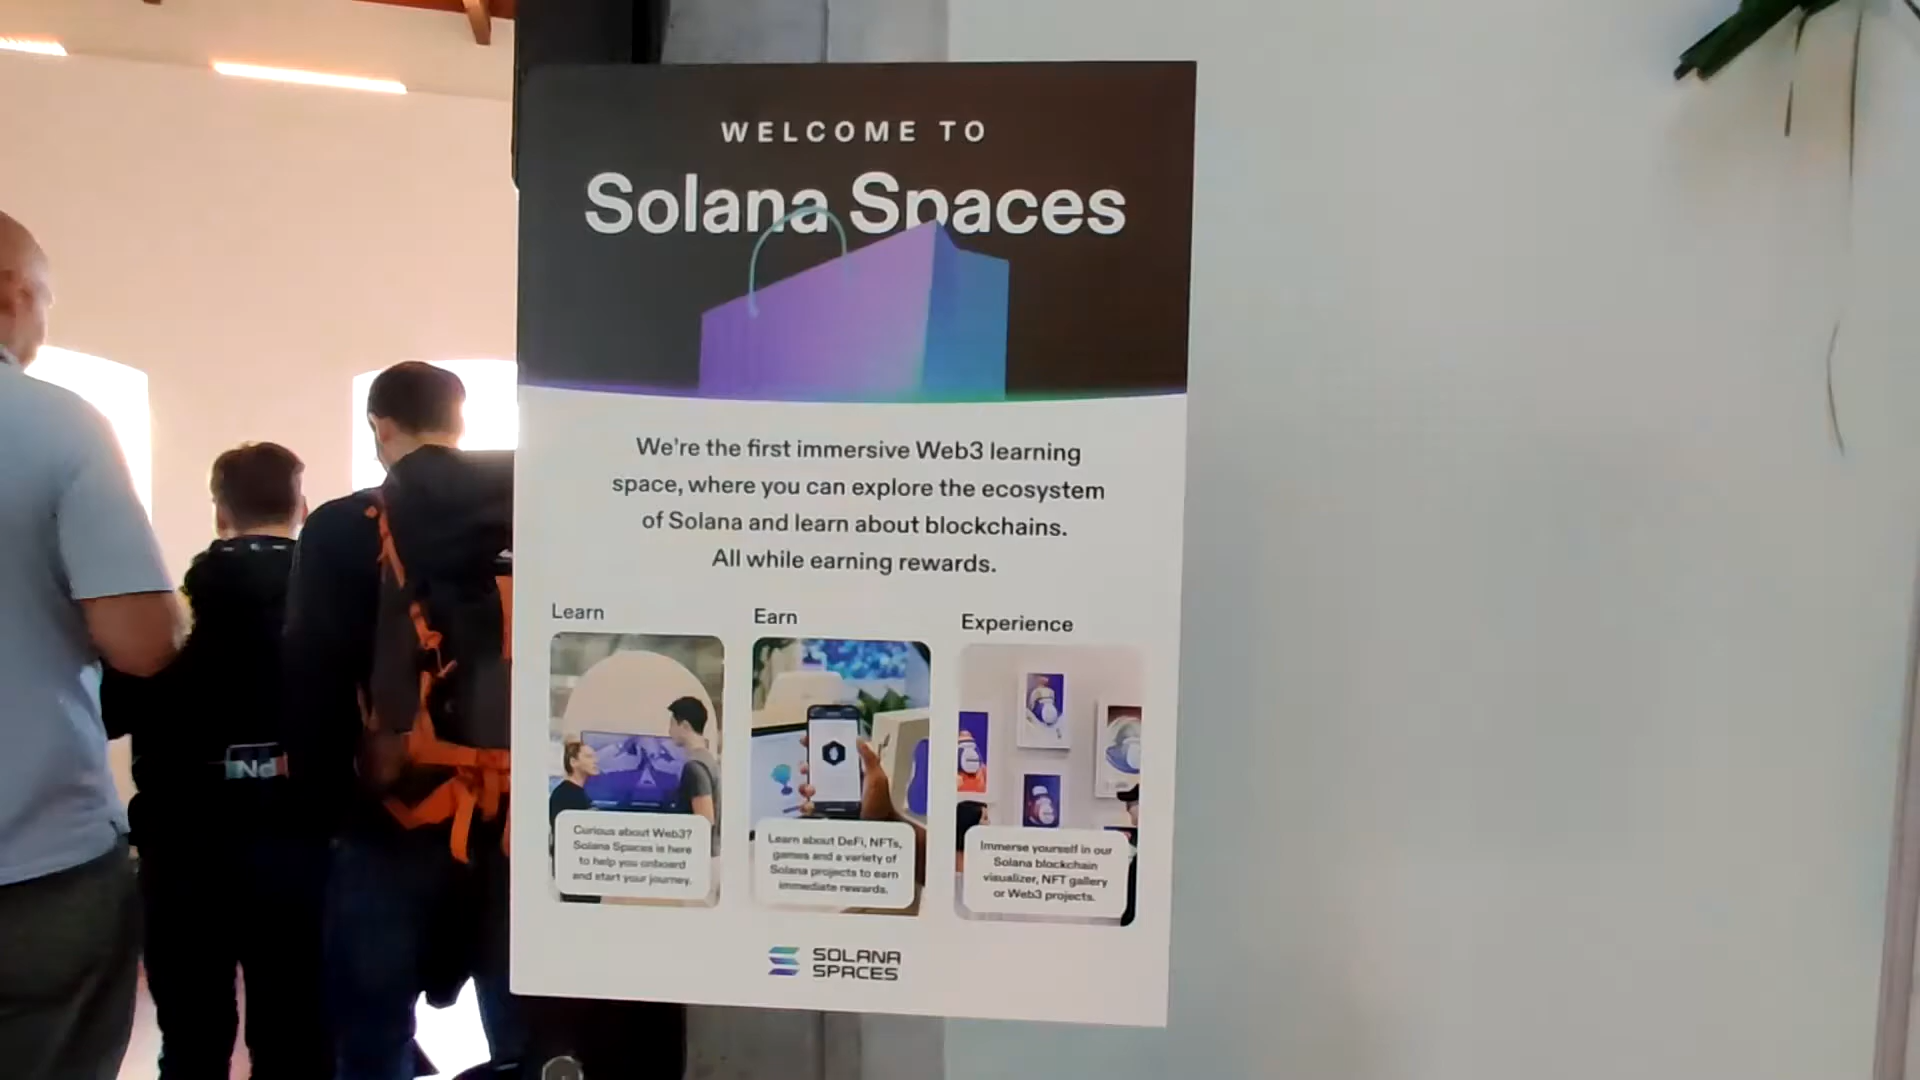 WELCOME TO
Solana Spaces
We're the first immersive Web3 learning
space, where you can explore the ecosystem
of Solana and learn about blockchains.
All while earning rewards.
Learn
Curious about Web3?
Solana Spaces is here
to help you onboard
and start your journey.
Earn
Learn about DeFi, NFTs,
games and a variety of
Solana projects to earn
immediate rewards.
Experience
Immerse yourself in our
Solana blockchain
visualizer, NFT gallery
or Web3 projects.
SOLANA
SPACES
Nd